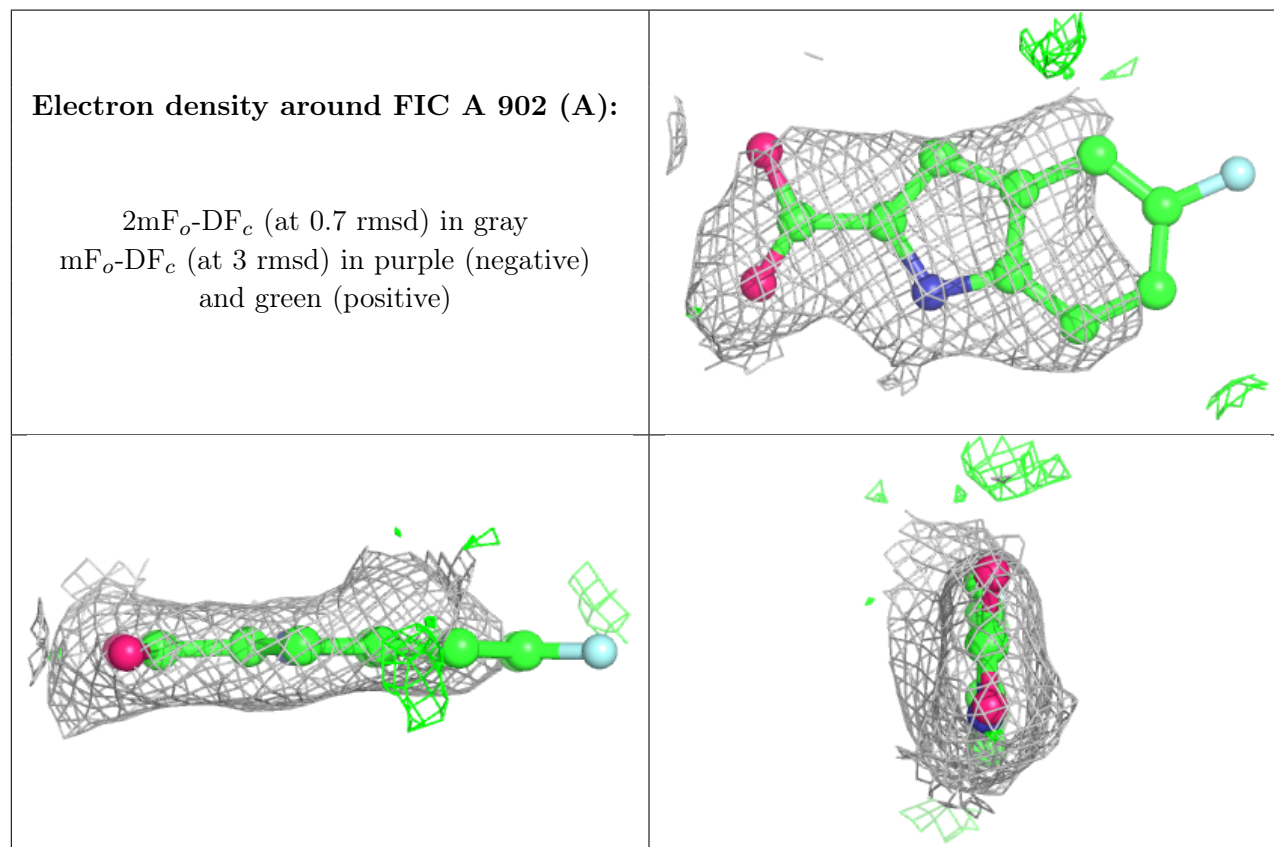 Electron density around FIC A 902 (A):
2mFo-DFc (at 0.7 rmsd) in gray
mFo-DFc (at 3 rmsd) in purple (negative)
and green (positive)